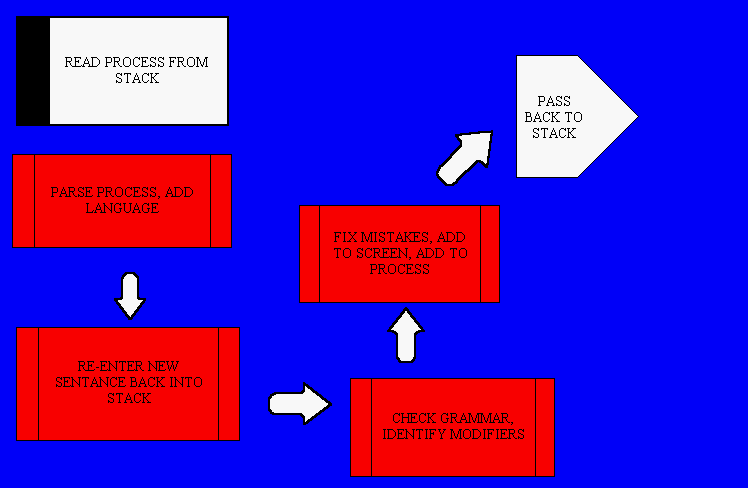 READ PROCESS FROM
STACK
PARSE PROCESS, ADD
LANGUAGE
RE-ENTER NEW
SENTANCE BACK INTO
STACK
CHECK GRAMMAR,
IDENTIFY MODIFIERS
FIX MISTAKES, ADD
TO SCREEN, ADD TO
PROCESS
PASS
BACK TO
STACK